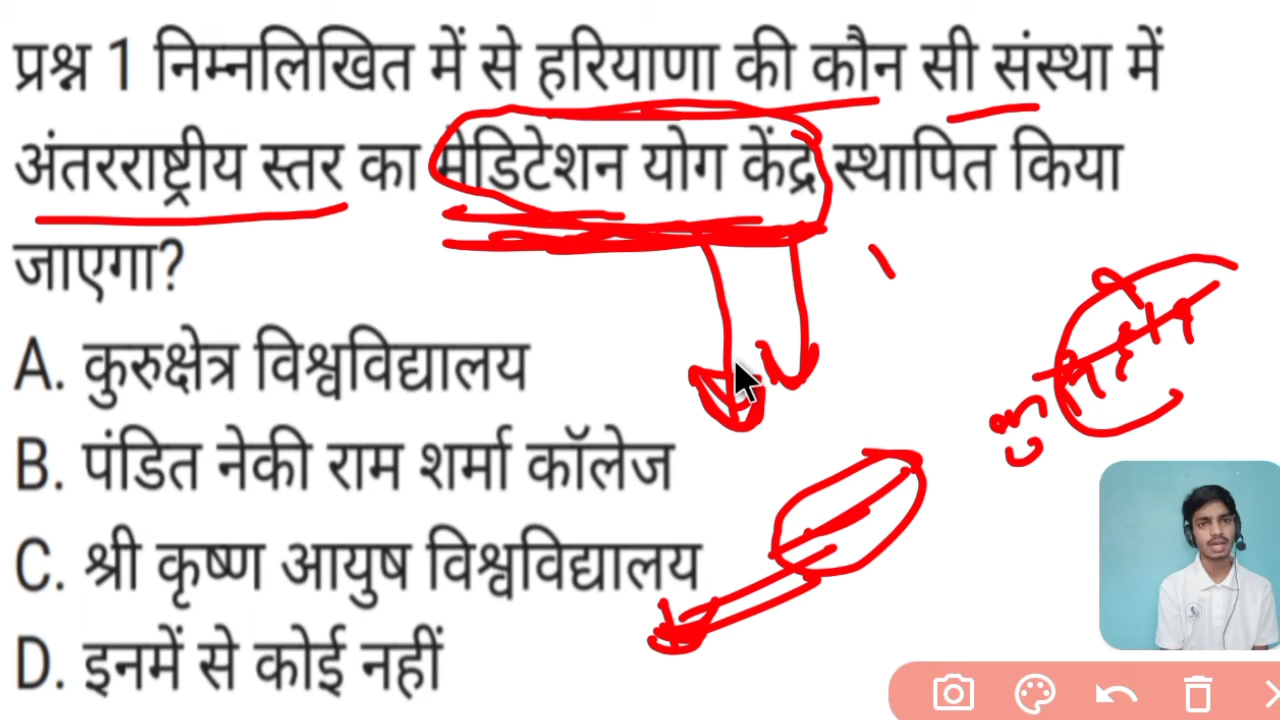 प्रश्न 1 निम्नलिखित में से हरियाणा की कौन सी संस्था में
अंतरराष्ट्रीय स्तर का मेडिटेशन योग केंद्र स्थापित किया
जाएगा?
A. कुरुक्षेत्र विश्वविद्यालय
B. पंडित नेकी राम शर्मा कॉलेज
C. श्री कृष्ण आयुष विश्वविद्यालय
D. इनमें से कोई नहीं